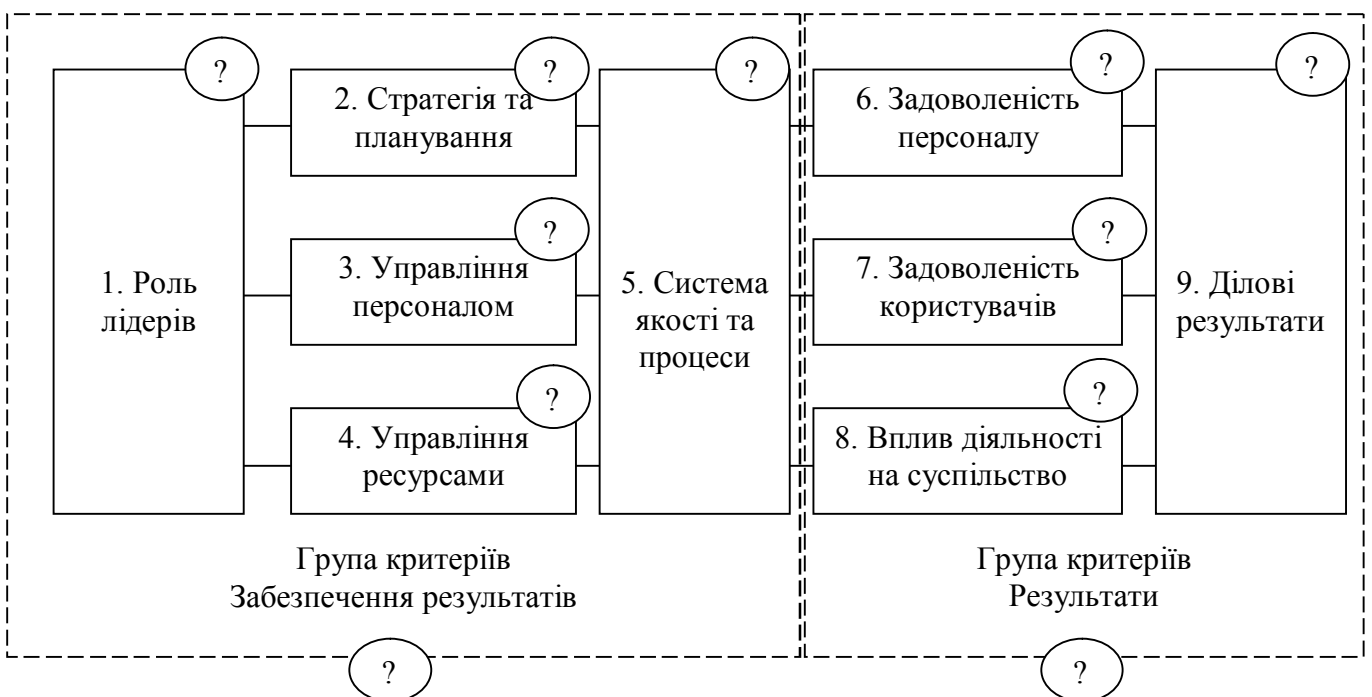 ?
?
?
?
?
1. Роль
лідерів
2. Стратегія та
планування
?
3. Управління
персоналом
?
4. Управління
ресурсами
5. Система
якості та
процеси
6. Задоволеність
персоналу
?
7. Задоволеність
користувачів
?
8. Вплив діяльності
на суспільство
9. Ділові
результати
Група критеріїв
Забезпечення результатів
?
Група критеріїв
Результати
?